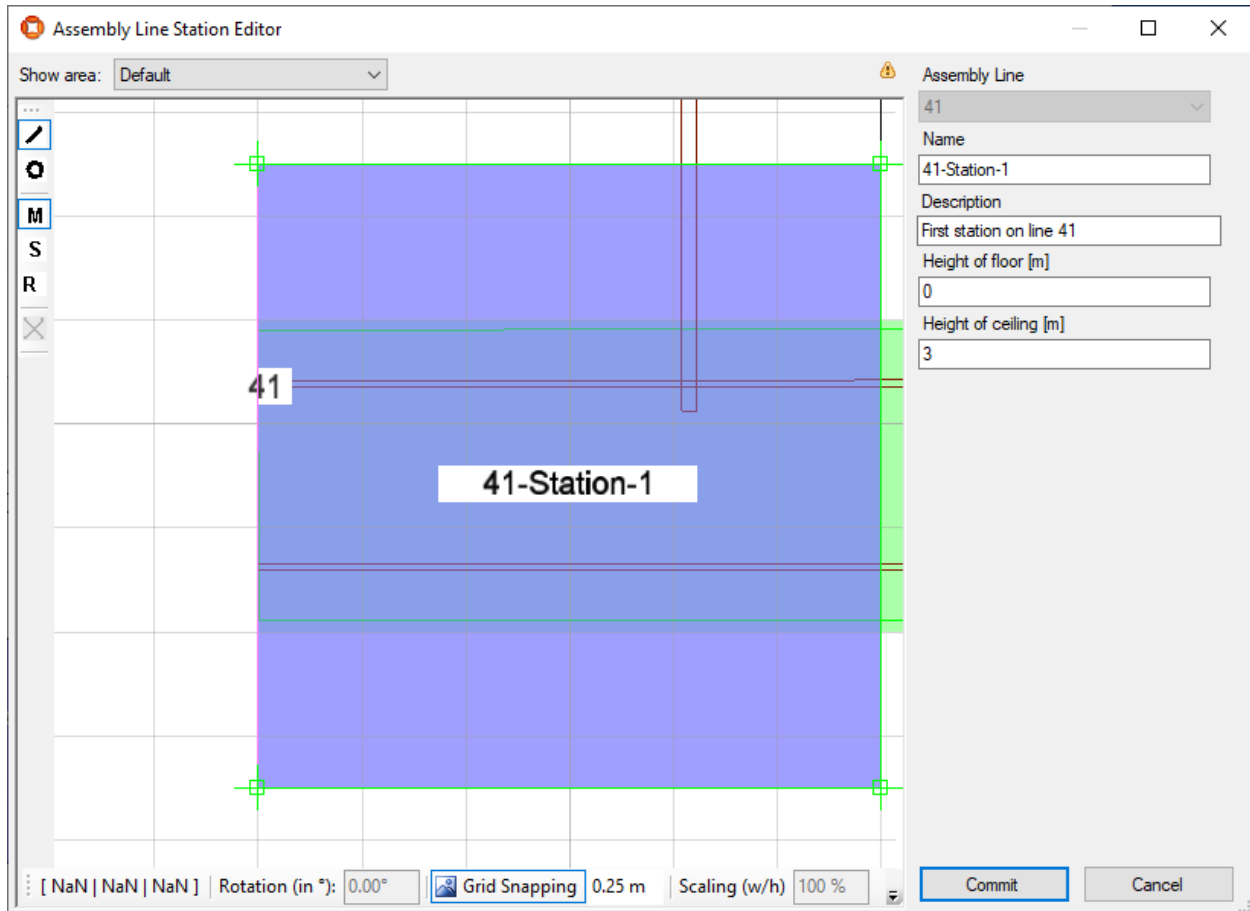 Assembly Line Station Editor
Show area: Default
Assembly Line
41
Name
41-Station-1
Description
First station on line 41
Height of floor [m]
0
Height of ceiling [m]
3
M
S
R
41
41-Station-1
[ NaN | NaN | NaN ] Rotation (in °): 0.00° Grid Snapping 0.25 m Scaling (w/h) 100 %
Commit Cancel